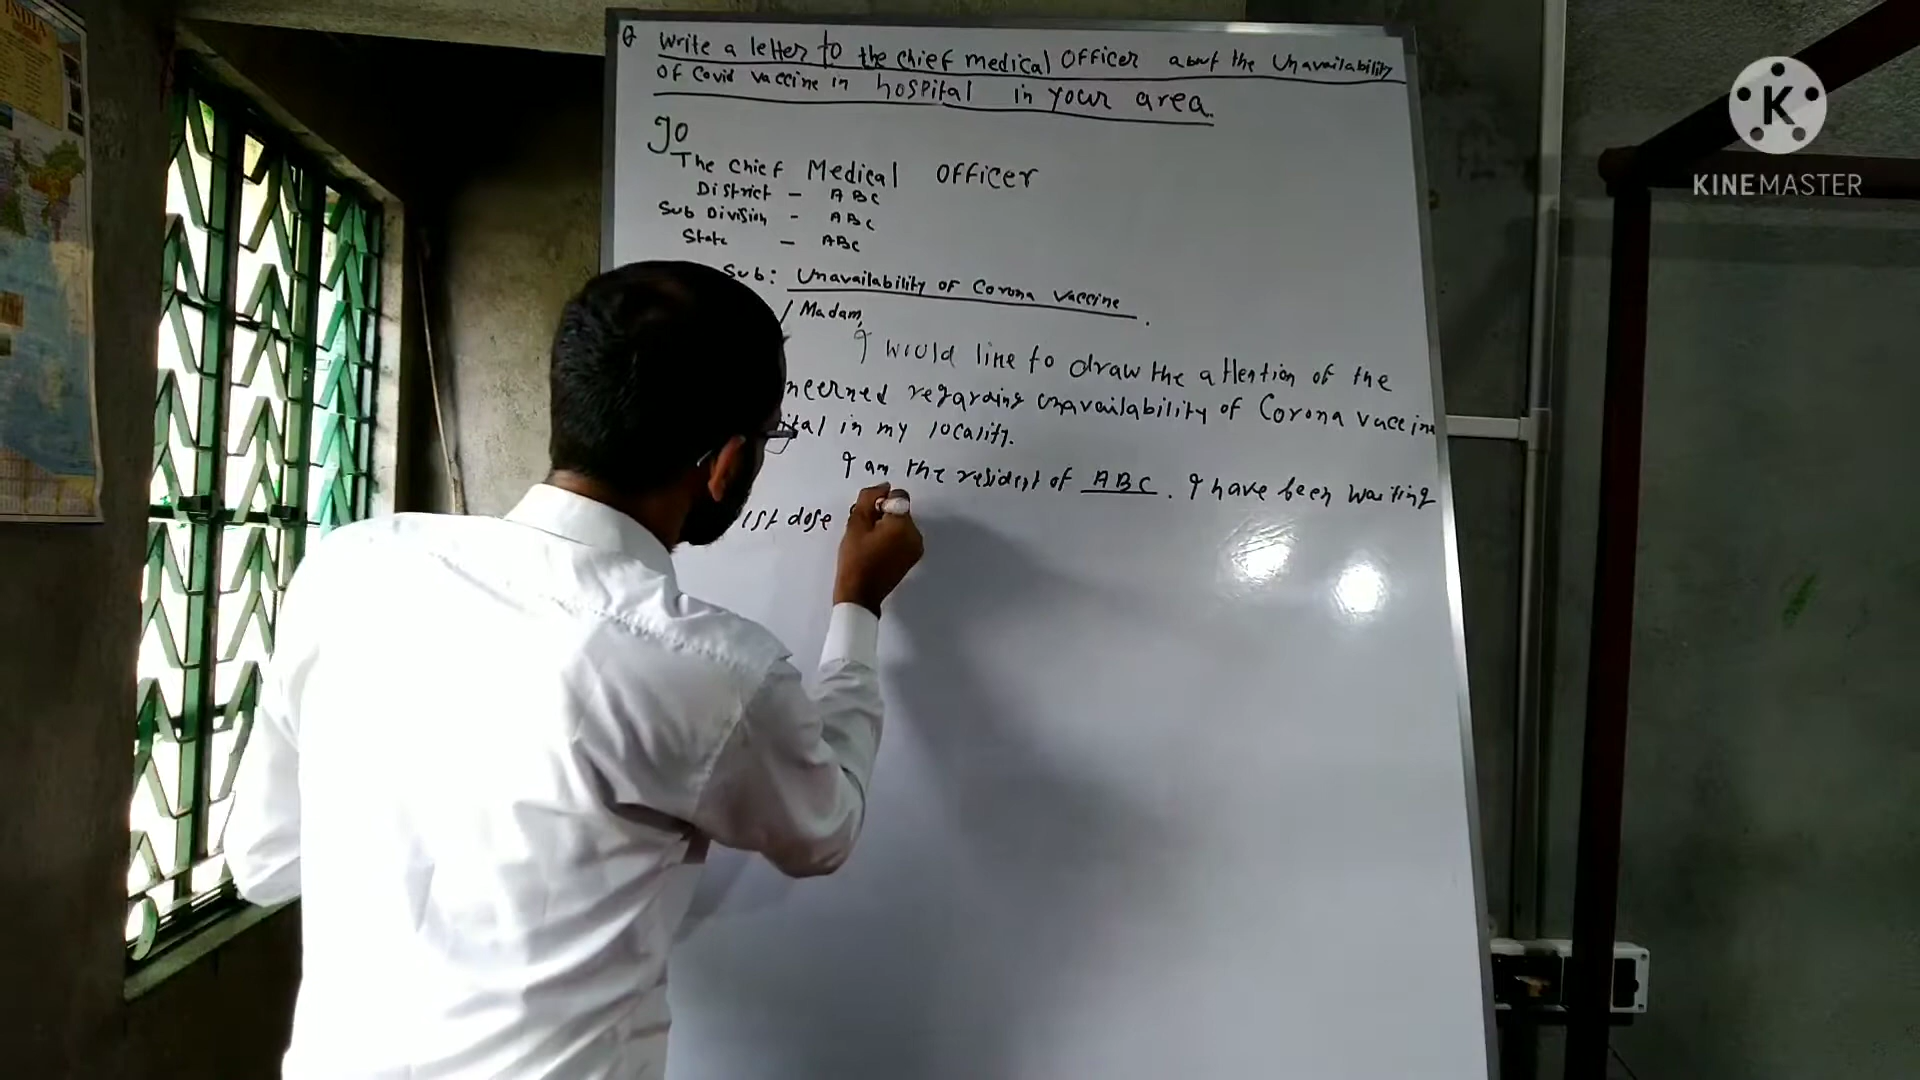 INDIA
Q Write a letter to the chief medical Officer about the Unavailability
of Covid vaccine in hospital in your area.
To
The Chief Medical Officer
District - ABC
Sub Division - ABC
State - ABC
Sub: Unavailability of Corona Vaccine.
/ Madam,
I would like to draw the attention of the
ncerned regarding unavailability of Corona vaccine
ital in my locality.
I am the resident of ABC. I have been waiting
1st dose
K
KINEMASTER